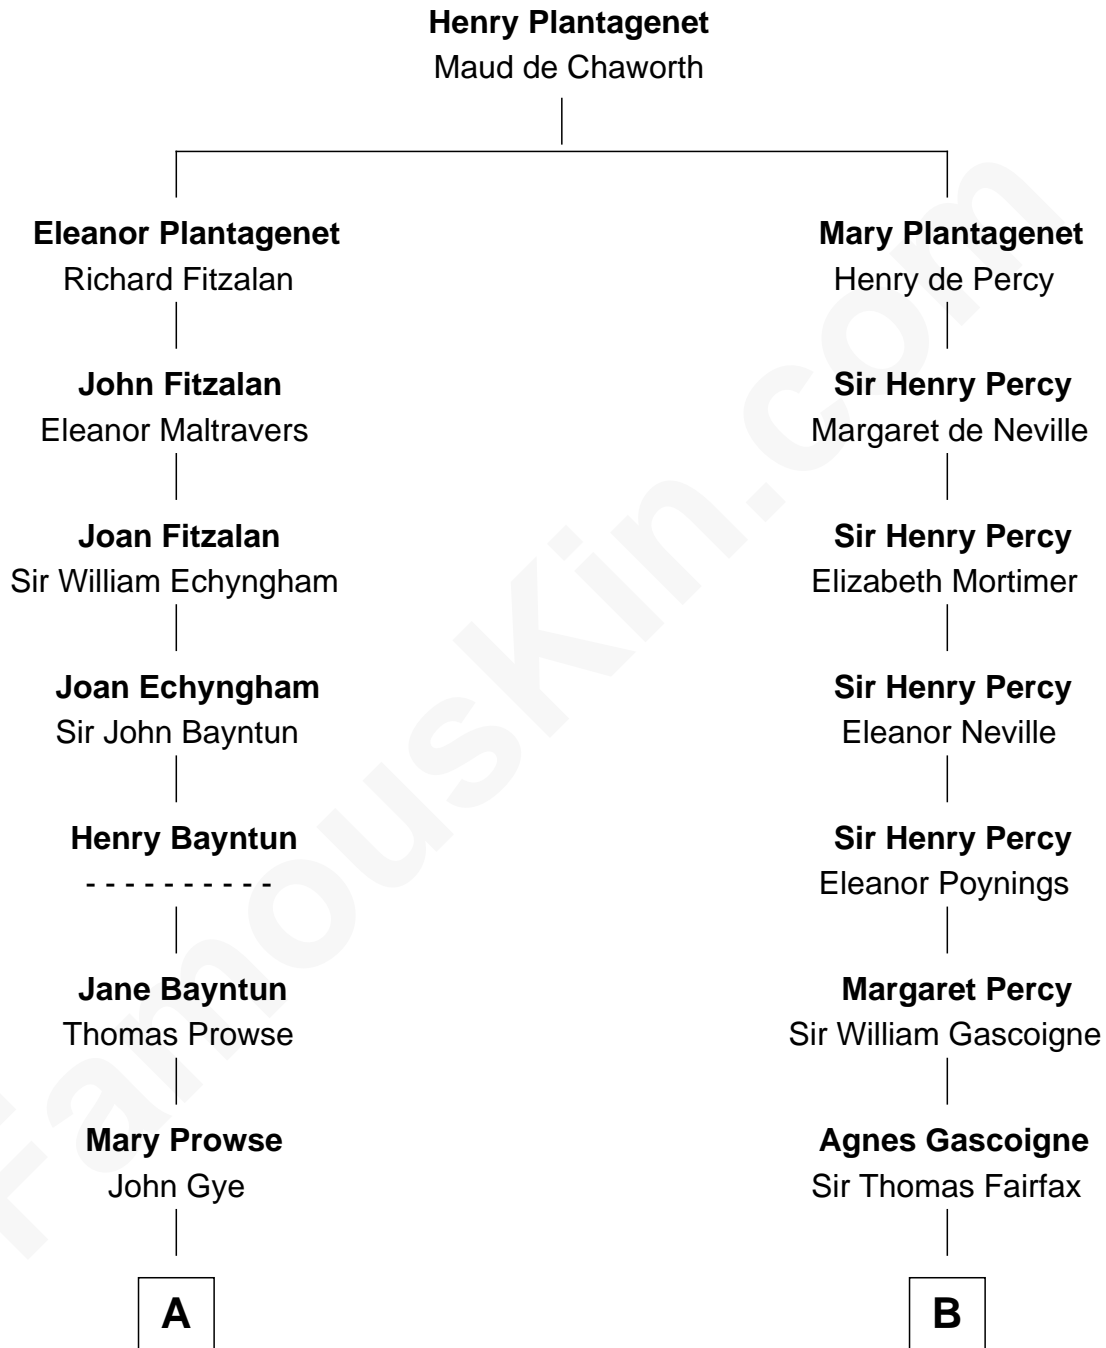 Henry Plantagenet
Maud de Chaworth
Eleanor Plantagenet
Richard Fitzalan
Mary Plantagenet
Henry de Percy
John Fitzalan
Eleanor Maltravers
Sir Henry Percy
Margaret de Neville
Joan Fitzalan
Sir William Echyngham
Sir Henry Percy
Elizabeth Mortimer
Joan Echyngham
Sir John Bayntun
Sir Henry Percy
Eleanor Neville
Henry Bayntun
- - - - - - - - - -
Sir Henry Percy
Eleanor Poynings
Jane Bayntun
Thomas Prowse
Margaret Percy
Sir William Gascoigne
Mary Prowse
John Gye
Agnes Gascoigne
Sir Thomas Fairfax
A
B
FamousKin.com